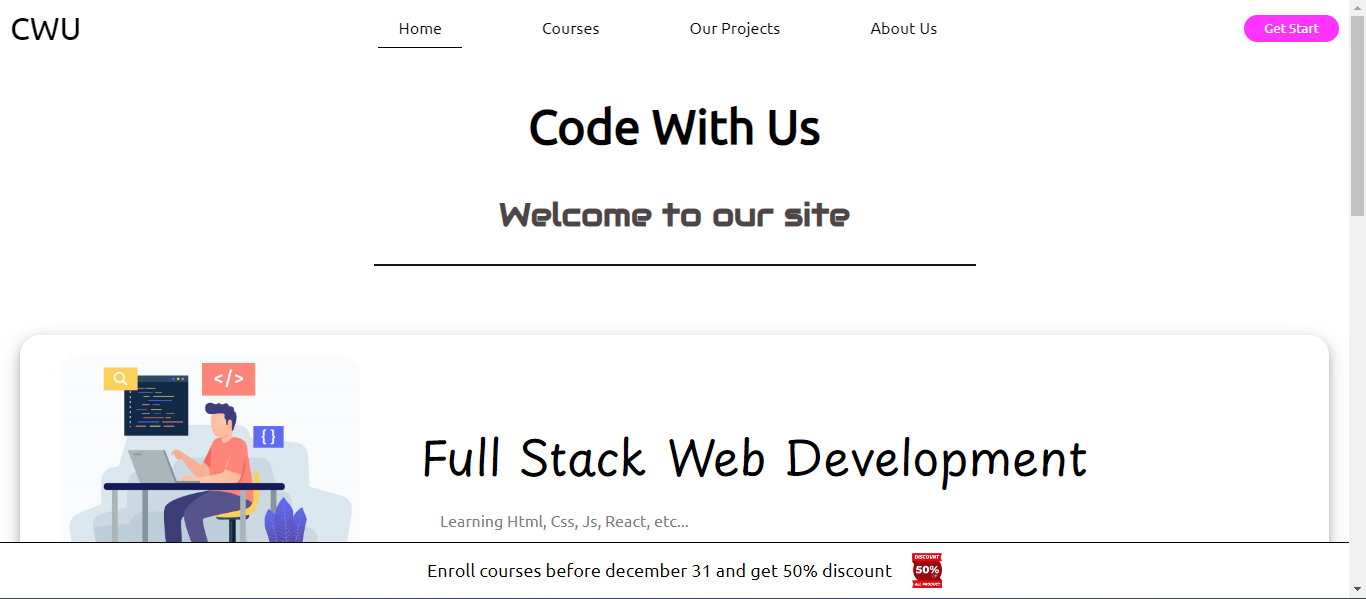 CWU
Home
Courses
Our Projects
About Us
Get Start
Code With Us
Welcome to our site
</>
{}
Full Stack Web Development
Learning Html, Css, Js, React, etc...
Enroll courses before december 31 and get 50% discount
DISCOUNT
50%
ALL PRODUCT